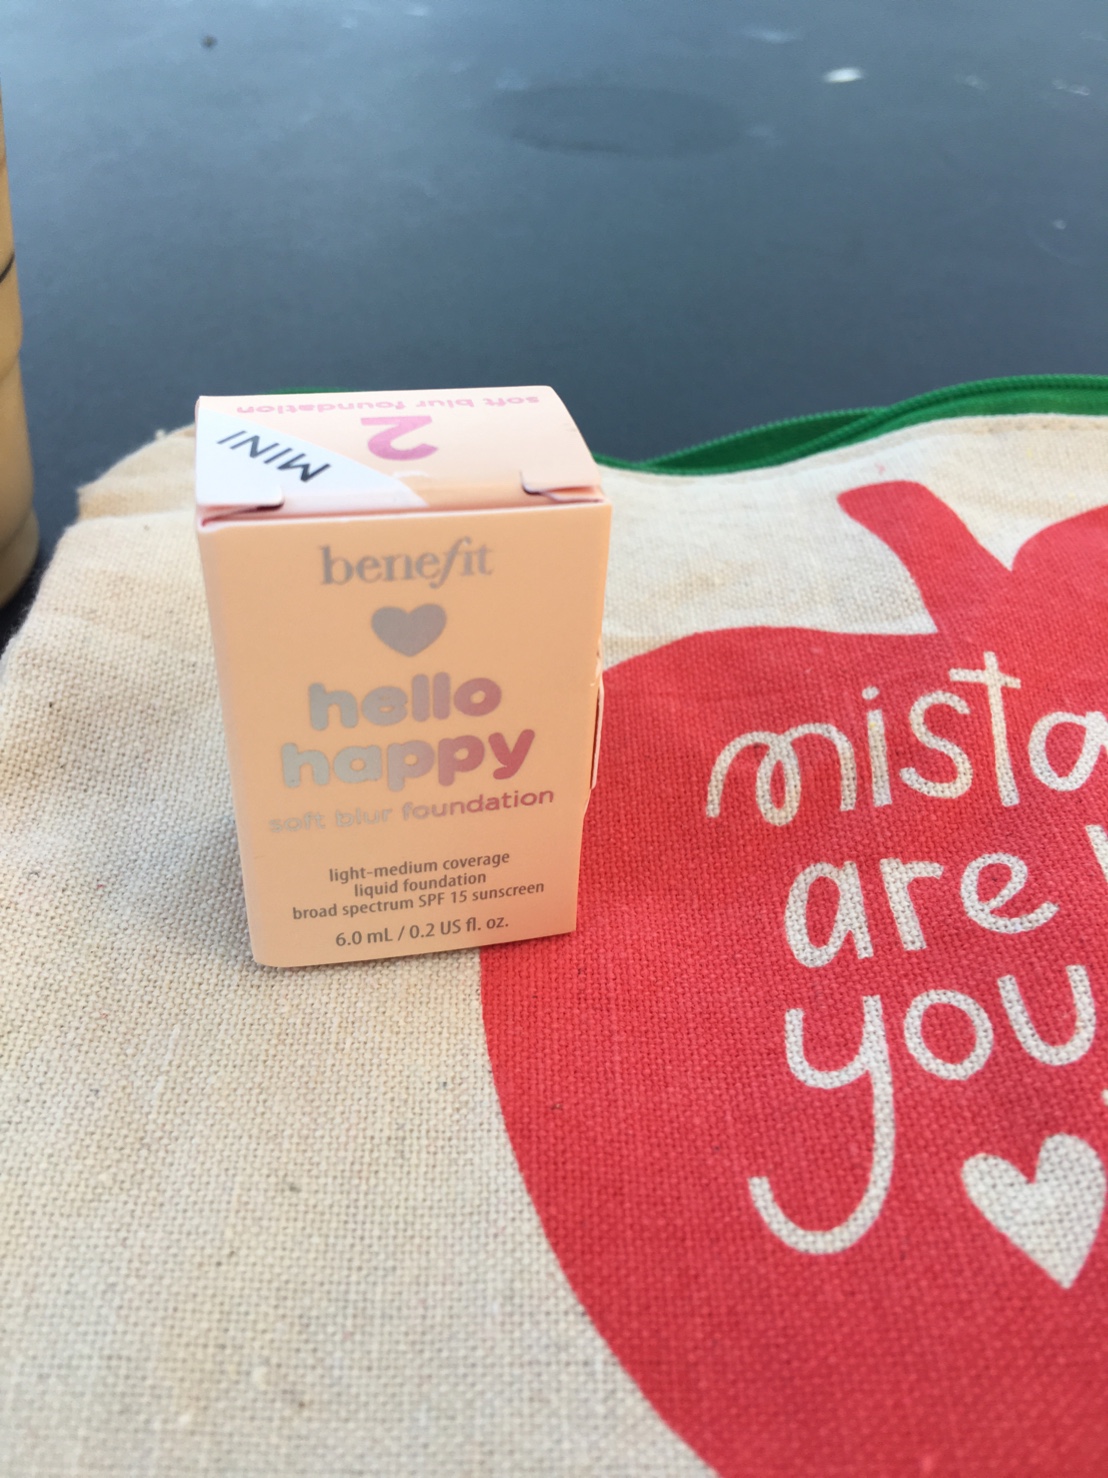 soft blur foundation
2
MINI
benefit
hello
happy
soft blur foundation
light-medium coverage
liquid foundation
broad spectrum SPF 15 sunscreen
6.0 mL / 0.2 US fl. oz.
are
you